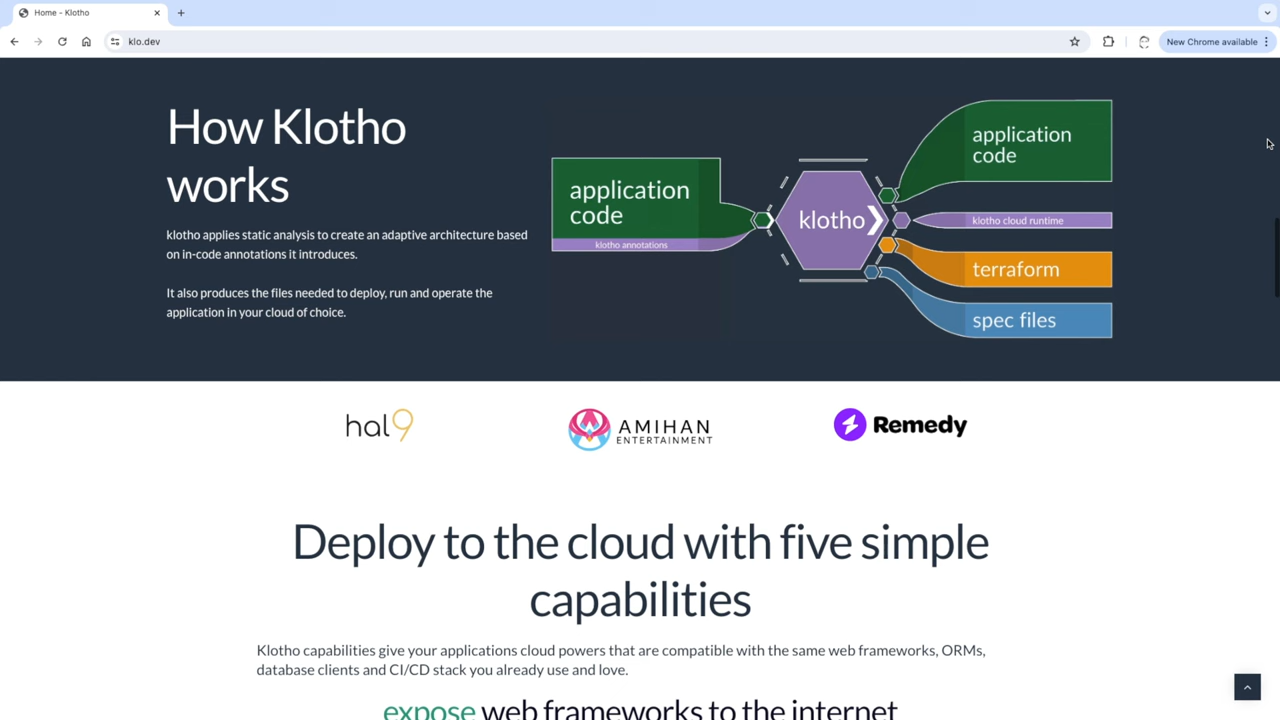 Home - Klotho
klo.dev
New Chrome available
How Klotho
works
klotho applies static analysis to create an adaptive architecture based
on in-code annotations it introduces.
It also produces the files needed to deploy, run and operate the
application in your cloud of choice.
application
code
klotho annotations
klotho
application
code
klotho cloud runtime
terraform
spec files
hal9
AMIHAN
ENTERTAINMENT
Remedy
Deploy to the cloud with five simple
capabilities
Klotho capabilities give your applications cloud powers that are compatible with the same web frameworks, ORMs,
database clients and CI/CD stack you already use and love.
expose web frameworks to the internet